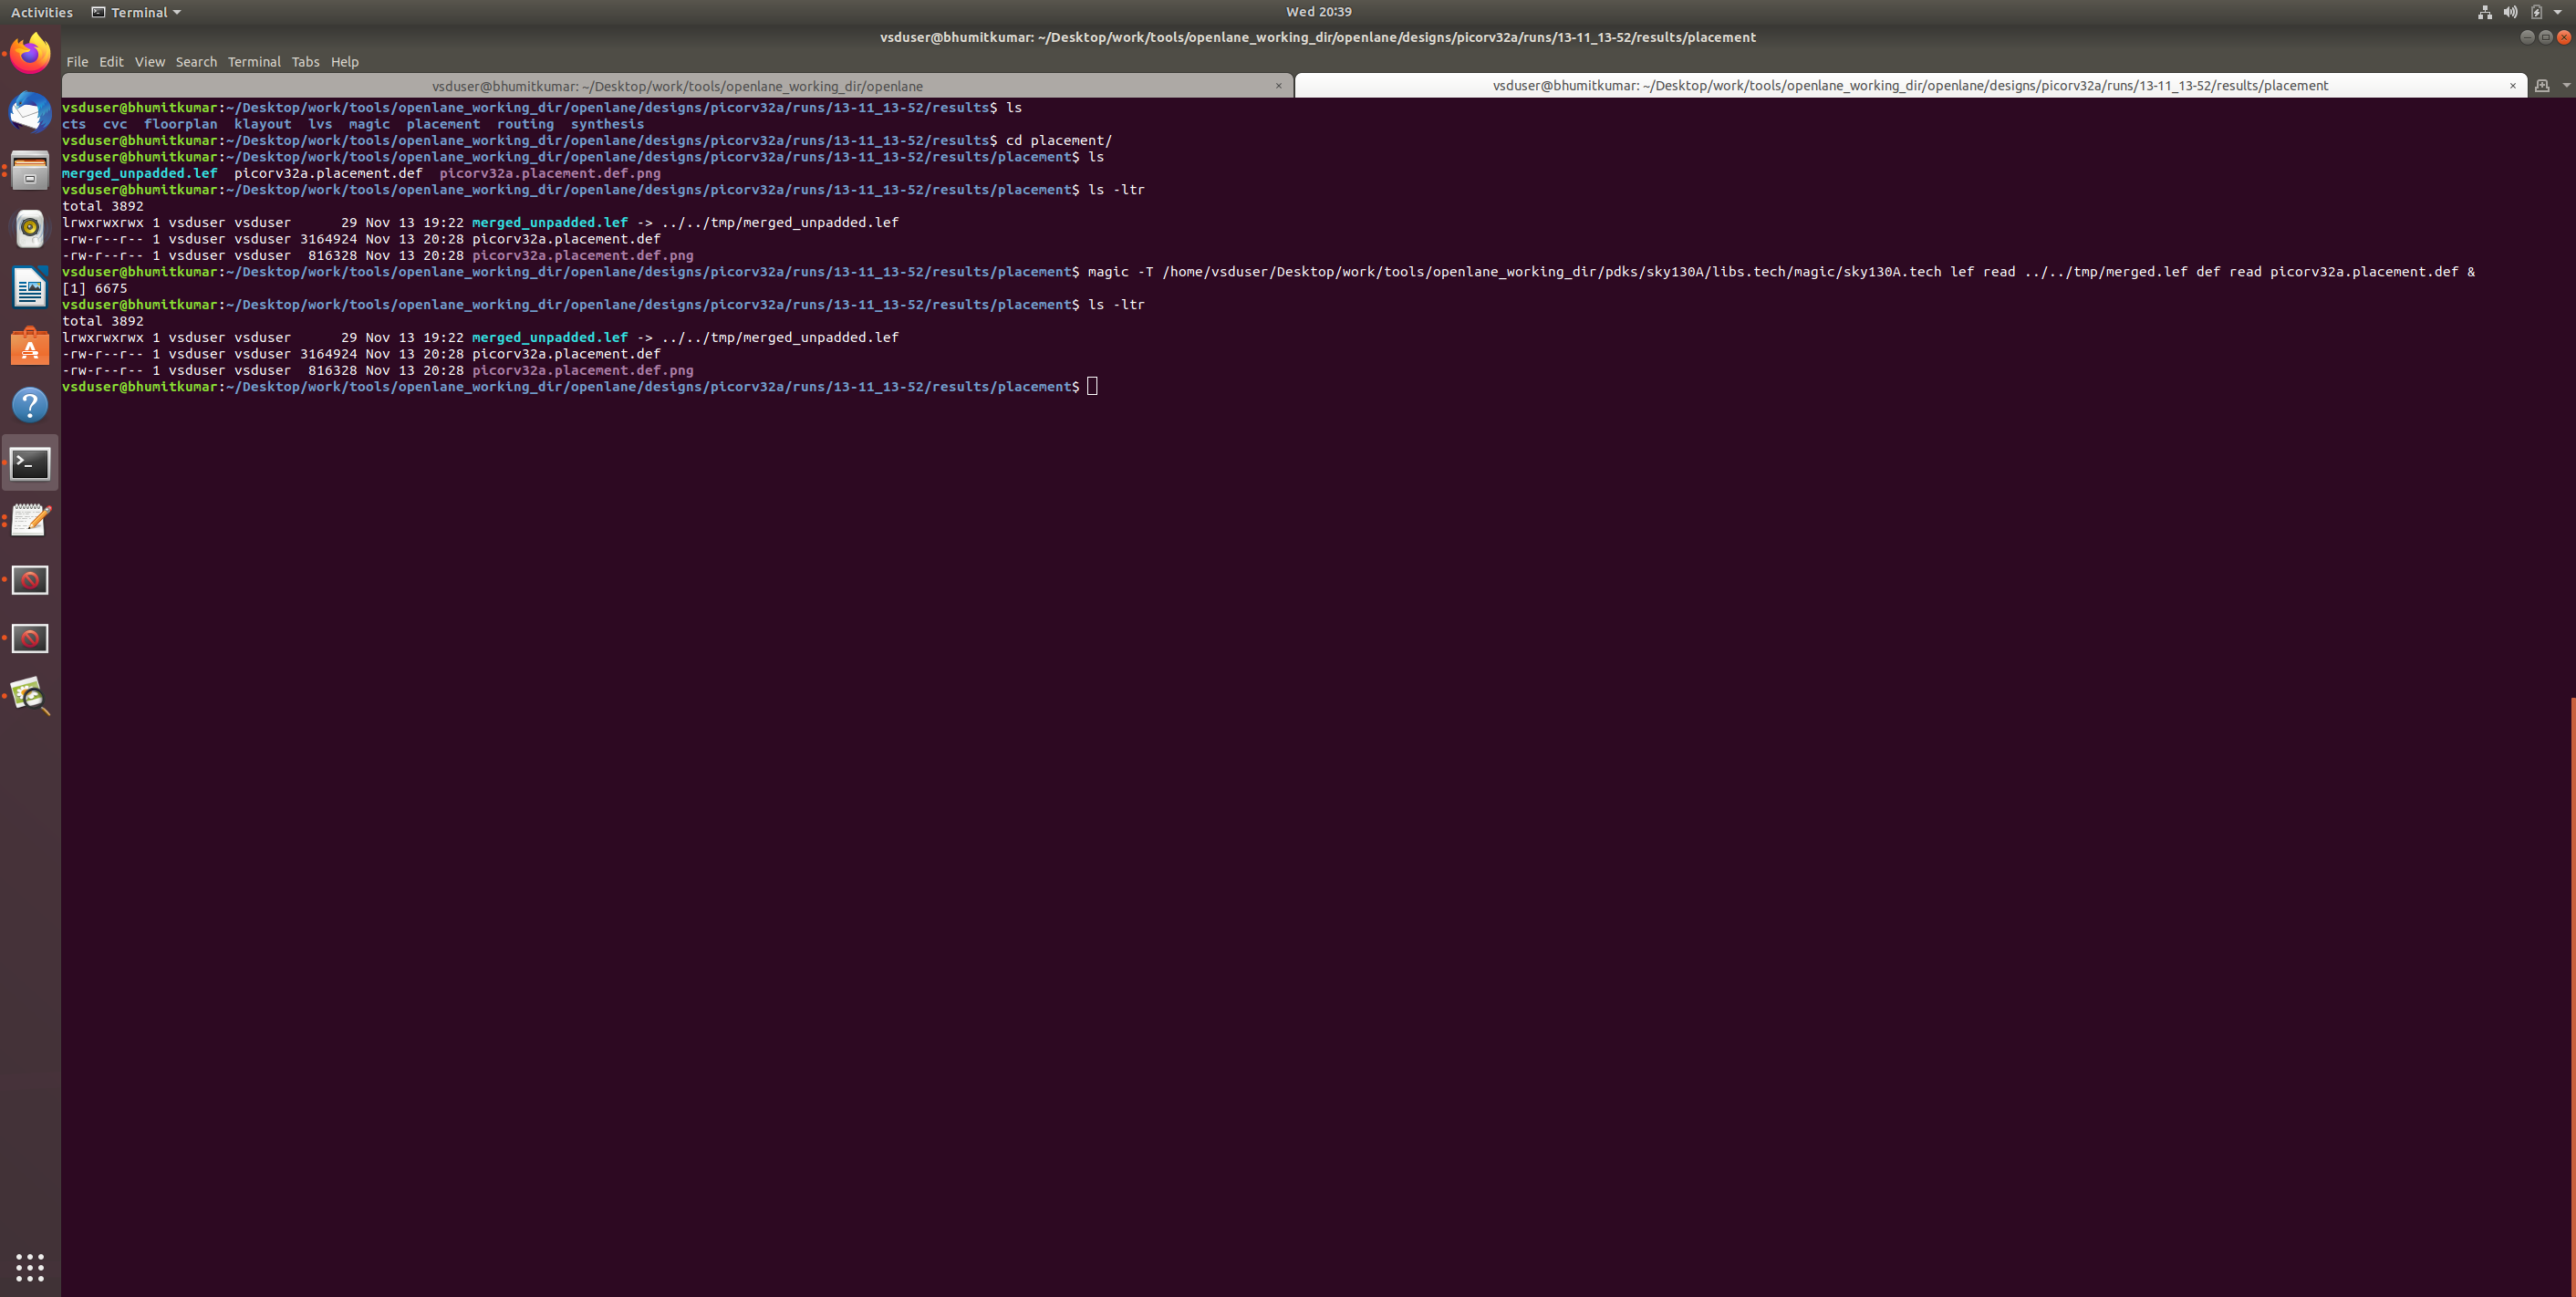 Activities Terminal Wed 20:39
vsduser@bhumitkumar: ~/Desktop/work/tools/openlane_working_dir/openlane/designs/picorv32a/runs/13-11_13-52/results/placement
File Edit View Search Terminal Tabs Help
vsduser@bhumitkumar: ~/Desktop/work/tools/openlane_working_dir/openlane × vsduser@bhumitkumar: ~/Desktop/work/tools/openlane_working_dir/openlane/designs/picorv32a/runs/13-11_13-52/results/placement ×
vsduser@bhumitkumar:~/Desktop/work/tools/openlane_working_dir/openlane/designs/picorv32a/runs/13-11_13-52/results$ ls
cts cvc floorplan klayout lvs magic placement routing synthesis
vsduser@bhumitkumar:~/Desktop/work/tools/openlane_working_dir/openlane/designs/picorv32a/runs/13-11_13-52/results$ cd placement/
vsduser@bhumitkumar:~/Desktop/work/tools/openlane_working_dir/openlane/designs/picorv32a/runs/13-11_13-52/results/placement$ ls
merged_unpadded.lef picorv32a.placement.def picorv32a.placement.def.png
vsduser@bhumitkumar:~/Desktop/work/tools/openlane_working_dir/openlane/designs/picorv32a/runs/13-11_13-52/results/placement$ ls -ltr
total 3892
lrwxrwxrwx 1 vsduser vsduser 29 Nov 13 19:22 merged_unpadded.lef -> ../../tmp/merged_unpadded.lef
-rw-r--r-- 1 vsduser vsduser 3164924 Nov 13 20:28 picorv32a.placement.def
-rw-r--r-- 1 vsduser vsduser 816328 Nov 13 20:28 picorv32a.placement.def.png
vsduser@bhumitkumar:~/Desktop/work/tools/openlane_working_dir/openlane/designs/picorv32a/runs/13-11_13-52/results/placement$ magic -T /home/vsduser/Desktop/work/tools/openlane_working_dir/pdks/sky130A/libs.tech/magic/sky130A.tech lef read ../../tmp/merged.lef def read picorv32a.placement.def &
[1] 6675
vsduser@bhumitkumar:~/Desktop/work/tools/openlane_working_dir/openlane/designs/picorv32a/runs/13-11_13-52/results/placement$ ls -ltr
total 3892
lrwxrwxrwx 1 vsduser vsduser 29 Nov 13 19:22 merged_unpadded.lef -> ../../tmp/merged_unpadded.lef
-rw-r--r-- 1 vsduser vsduser 3164924 Nov 13 20:28 picorv32a.placement.def
-rw-r--r-- 1 vsduser vsduser 816328 Nov 13 20:28 picorv32a.placement.def.png
vsduser@bhumitkumar:~/Desktop/work/tools/openlane_working_dir/openlane/designs/picorv32a/runs/13-11_13-52/results/placement$